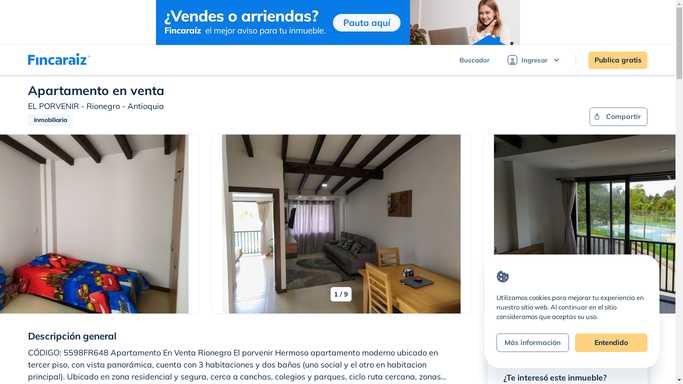 ¿Vendes o arriendas?
Fincaraíz el mejor aviso para tu inmueble.
Pauta aquí
Fincaraíz
Buscador
Ingresar
Publica gratis
Apartamento en venta
EL PORVENIR - Rionegro - Antioquia
Inmobiliaria
Compartir
1 / 9
Utilizamos cookies para mejorar tu experiencia en
nuestro sitio web. Al continuar en el sitio
consideramos que aceptas su uso.
Más información
Entendido
Descripción general
CÓDIGO: 5598FR648 Apartamento En Venta Rionegro El porvenir Hermoso apartamento moderno ubicado en
tercer piso, con vista panorámica, cuenta con 3 habitaciones y dos baños (uno social y el otro en habitacion
principal). Ubicado en zona residencial y segura, cerca a canchas, colegios y parques, ciclo ruta cercana, zonas...
¿Te interesó este inmueble?